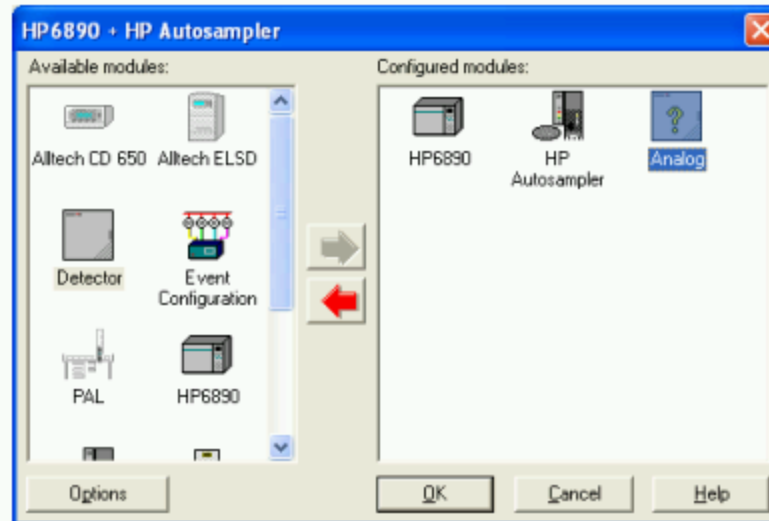 HP6890 + HP Autosampler
Available modules:
Configured modules:
Alltech CD 650
Alltech ELSD
Detector
Event
Configuration
PAL
HP6890
HP6890
HP
Autosampler
Analog
Options
OK
Cancel
Help